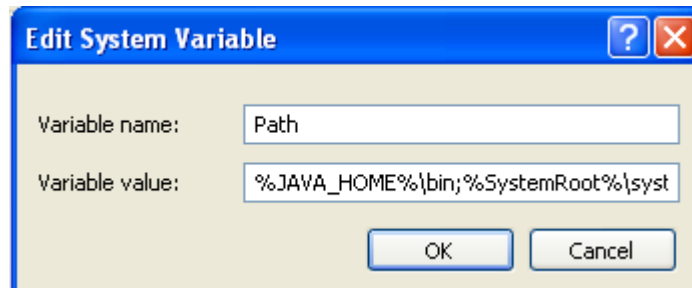 Edit System Variable
Variable name: Path
Variable value: %JAVA_HOME%\bin;%SystemRoot%\syst
OK Cancel